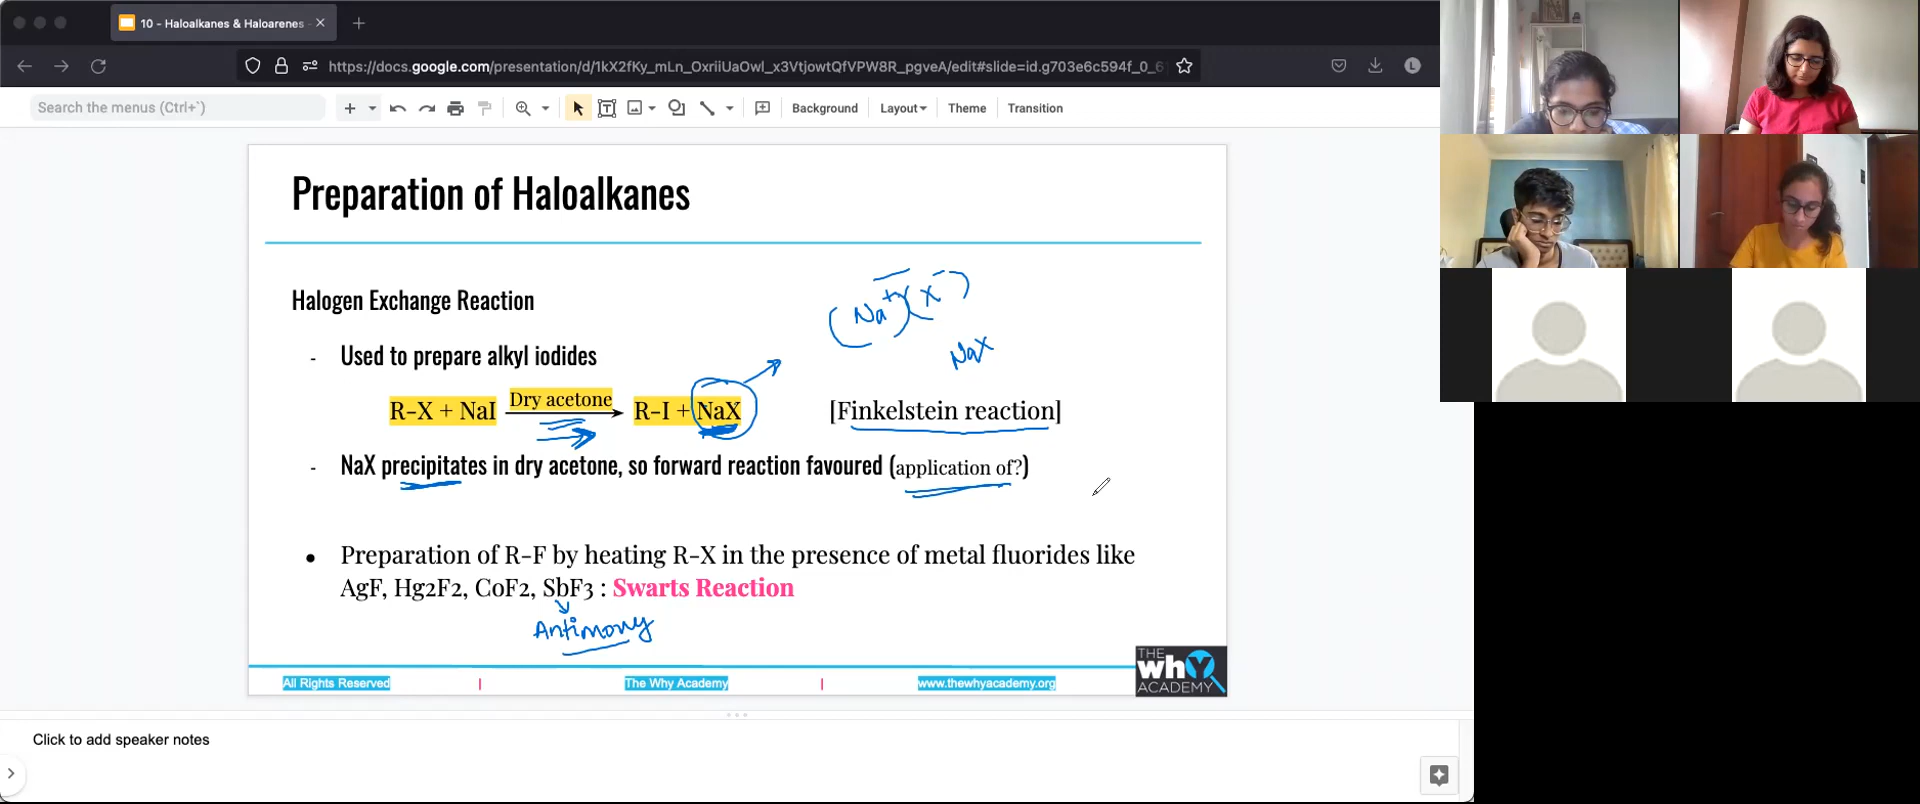 10 - Haloalkanes & Haloarenes -
https://docs.google.com/presentation/d/1kX2fKy_mLn_OxriiUaOwl_x3VtjowtQfVPW8R_pgveA/edit#slide=id.g703e6c594f_0_6
L
Search the menus (Ctrl+`)
Background
Layout
Theme
Transition
Preparation of Haloalkanes
(Na⁺)(X⁻)
Halogen Exchange Reaction
NaX
- Used to prepare alkyl iodides
Dry acetone
R-X + NaI → R-I + NaX [Finkelstein reaction]
- NaX precipitates in dry acetone, so forward reaction favoured (application of?)
● Preparation of R-F by heating R-X in the presence of metal fluorides like
AgF, Hg2F2, CoF2, SbF3 : Swarts Reaction
Antimony
THE
whY
ACADEMY
All Rights Reserved | The Why Academy | www.thewhyacademy.org
Click to add speaker notes